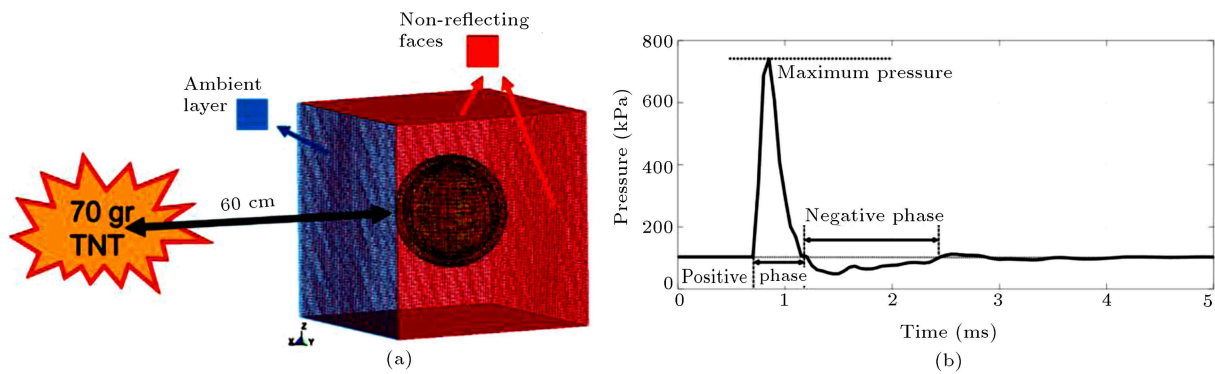 Non-reflecting
faces
Ambient
layer
60 cm
70 gr
TNT
Z
X Y
(a)
800
600
400
200
0
Pressure (kPa)
Maximum pressure
Negative phase
Positive phase
0 1 2 3 4 5
Time (ms)
(b)